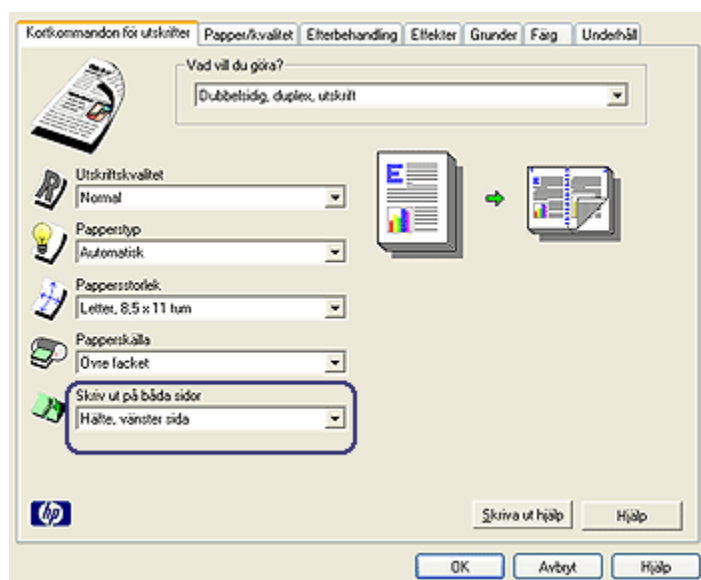 Kortkommandon för utskrifter Papper/kvalitet Efterbehandling Effekter Grunder Färg Underhåll
Vad vill du göra?
Dubbelsidig, duplex, utskrift
Utskriftskvalitet
Normal
Papperstyp
Automatisk
Pappersstorlek
Letter, 8,5 x 11 tum
Papperskälla
Övre facket
Skriv ut på båda sidor
Häfte, vänster sida
hp
Skriva ut hjälp Hjälp
OK Avbryt Hjälp